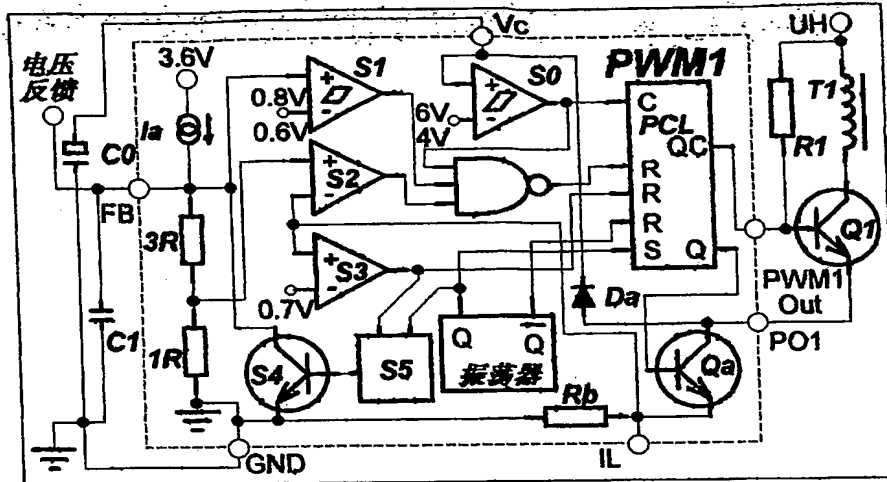 Vc
UH
电压
反馈
3.6V
S1
S0
PWM1
0.8V
0.6V
6V
4V
C
PCL
QC
T1
R1
Ia
C0
S2
R
R
R
S
Q
Q1
FB
3R
S3
0.7V
Da
PWM1
Out
PO1
C1
1R
S4
S5
Q
Q
振荡器
Qa
Rb
GND
IL